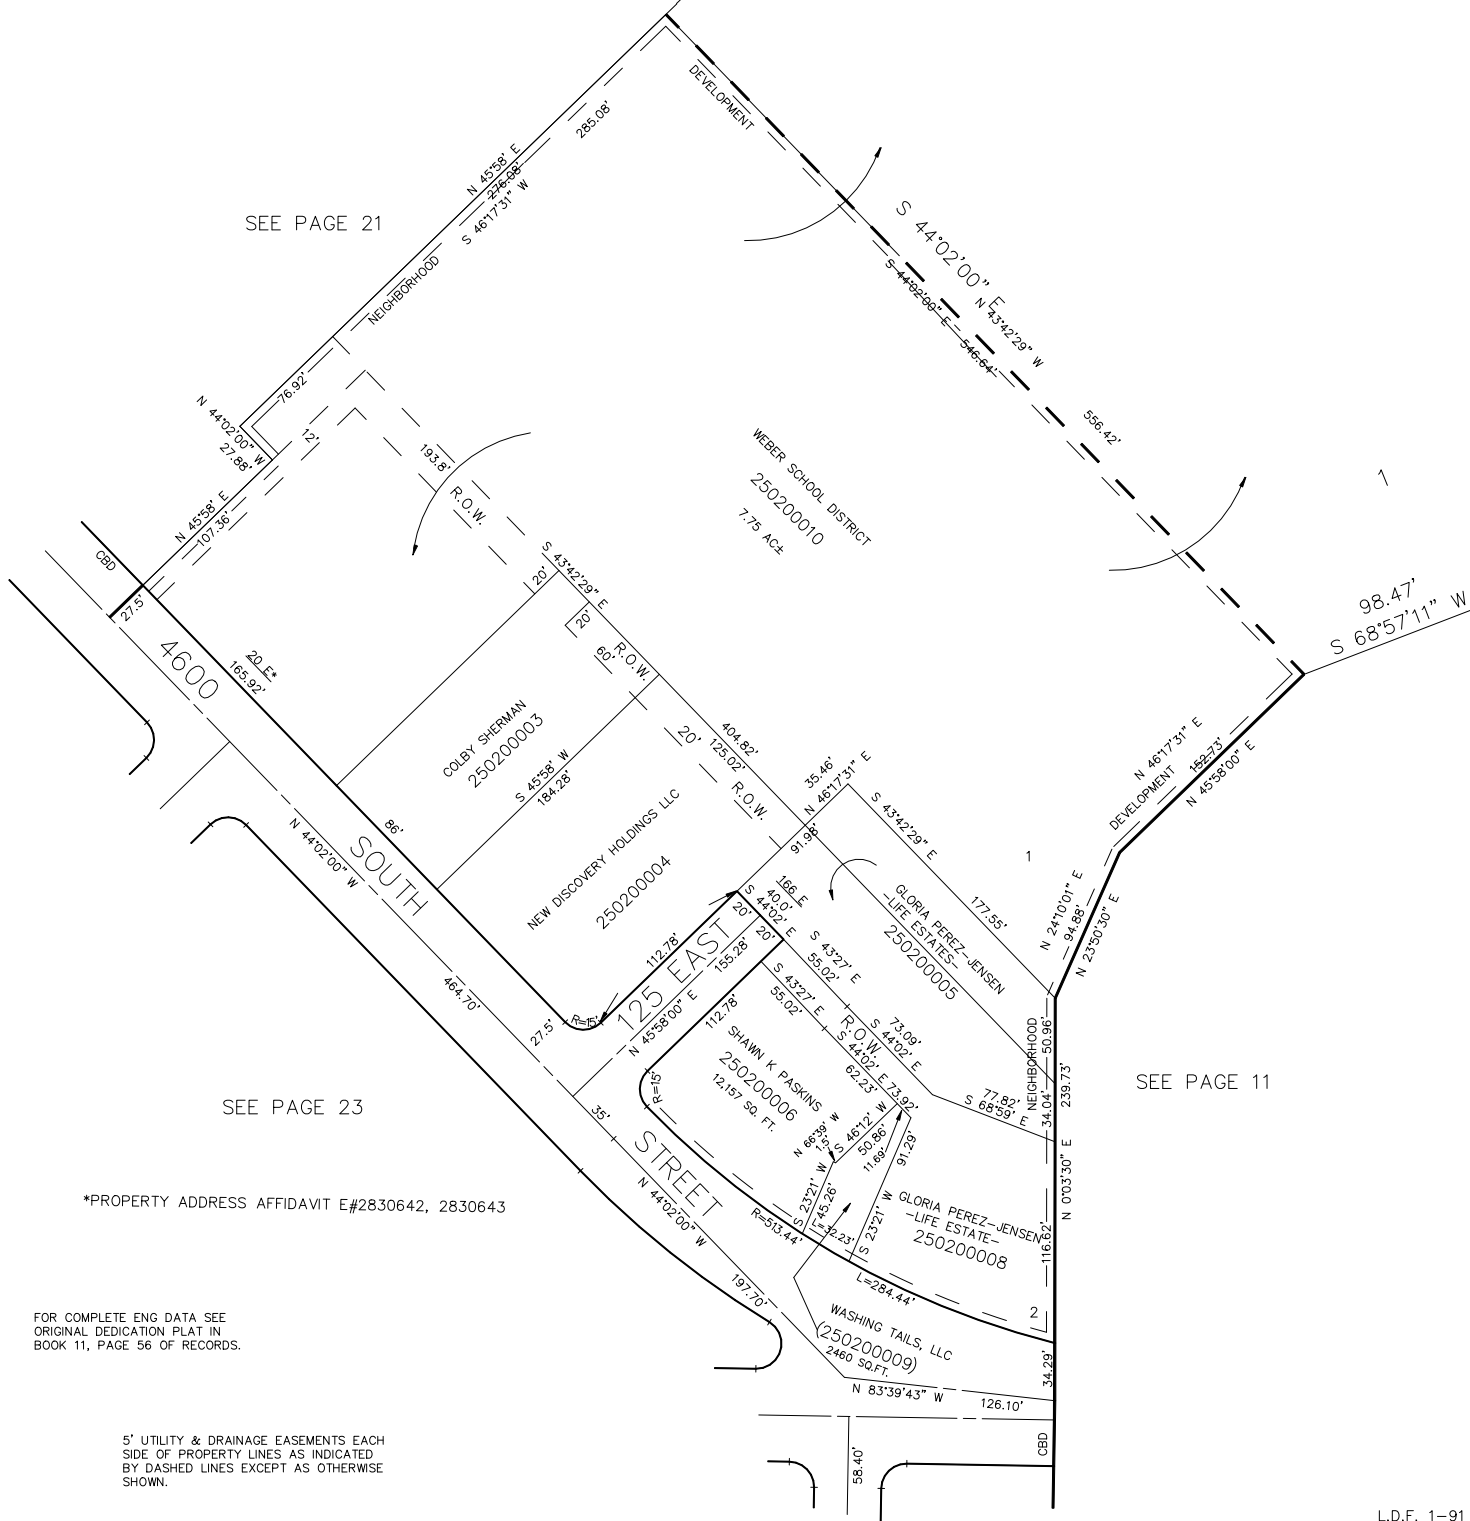 DEVELOPMENT
285.08'
N 45°58' E
276.08'
S 46°17'31" W
SEE PAGE 21
NEIGHBORHOOD
S 44°02'00" E
S 44°02'00" E
546.64'
N 43°42'29" W
556.42'
76.92'
N 44°02'00" W
27.88'
12'
193.8'
R.O.W.
WEBER SCHOOL DISTRICT
250200010
7.75 AC±
1
N 45°58' E
107.36'
CBD
27.5'
98.47'
S 68°57'11" W
S 43°42'29" E
20'
20'
60'
R.O.W.
4600
20 E*
165.92'
COLBY SHERMAN
250200003
S 45°58' W
184.28'
20'
404.82'
125.02'
R.O.W.
35.46'
N 46°17'31" E
91.98'
N 46°17'31" E
152.73'
DEVELOPMENT
N 45°58'00" E
86'
N 44°02'00" W
SOUTH
NEW DISCOVERY HOLDINGS LLC
250200004
S 43°42'29" E
177.55'
1
166 E
40.0'
S 44°02' E
20'
20'
GLORIA PEREZ-JENSEN
-LIFE ESTATES-
250200005
N 24°10'01" E
94.88'
N 23°50'30" E
112.78'
125 EAST
155.28'
N 45°58'00" E
112.78'
S 43°27' E
55.02'
S 43°27' E
55.02'
464.70'
27.5'
R=15'
R.O.W.
73.09'
S 44°02' E
S 44°02' E
62.23'
73.92'
NEIGHBORHOOD
50.96'
34.04'
239.73'
N 0°03'30" E
77.82'
S 68°59' E
SEE PAGE 11
SHAWN K PASKINS
250200006
12,157 SQ. FT.
R=15'
SEE PAGE 23
35'
STREET
N 66°39' W
1.5'
S 46°12' W
50.86'
11.69'
91.29'
S 23°21' W
45.26'
S 23°21' W
L=32.23'
R=513.44'
L=284.44'
GLORIA PEREZ-JENSEN
-LIFE ESTATE-
250200008
116.62'
2
*PROPERTY ADDRESS AFFIDAVIT E#2830642, 2830643
N 44°02'00" W
197.70'
WASHING TAILS, LLC
(250200009)
2460 SQ.FT.
34.29'
N 83°39'43" W
126.10'
FOR COMPLETE ENG DATA SEE
ORIGINAL DEDICATION PLAT IN
BOOK 11, PAGE 56 OF RECORDS.
58.40'
CBD
5' UTILITY & DRAINAGE EASEMENTS EACH
SIDE OF PROPERTY LINES AS INDICATED
BY DASHED LINES EXCEPT AS OTHERWISE
SHOWN.
L.D.F. 1-91